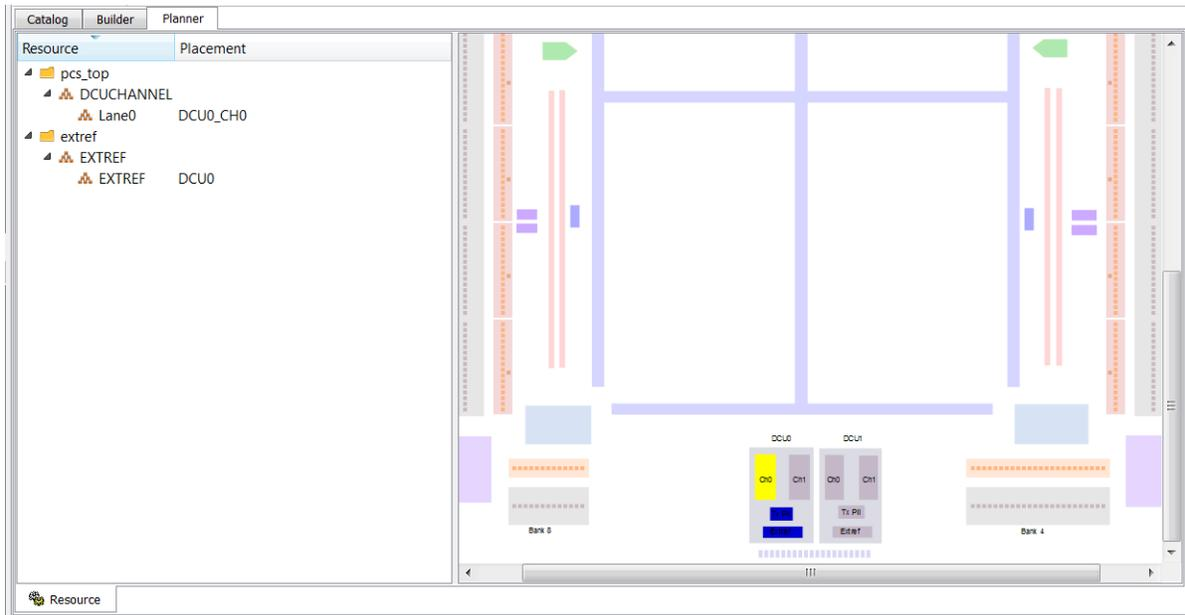 Catalog Builder Planner
Resource Placement
pcs_top
DCUCHANNEL
Lane0 DCU0_CH0
extref
EXTREF
EXTREF DCU0
DCU0 DCU1
Ch0 Ch1 Ch0 Ch1
Tx Pll
Extref
Bank 8 Bank 4
Resource